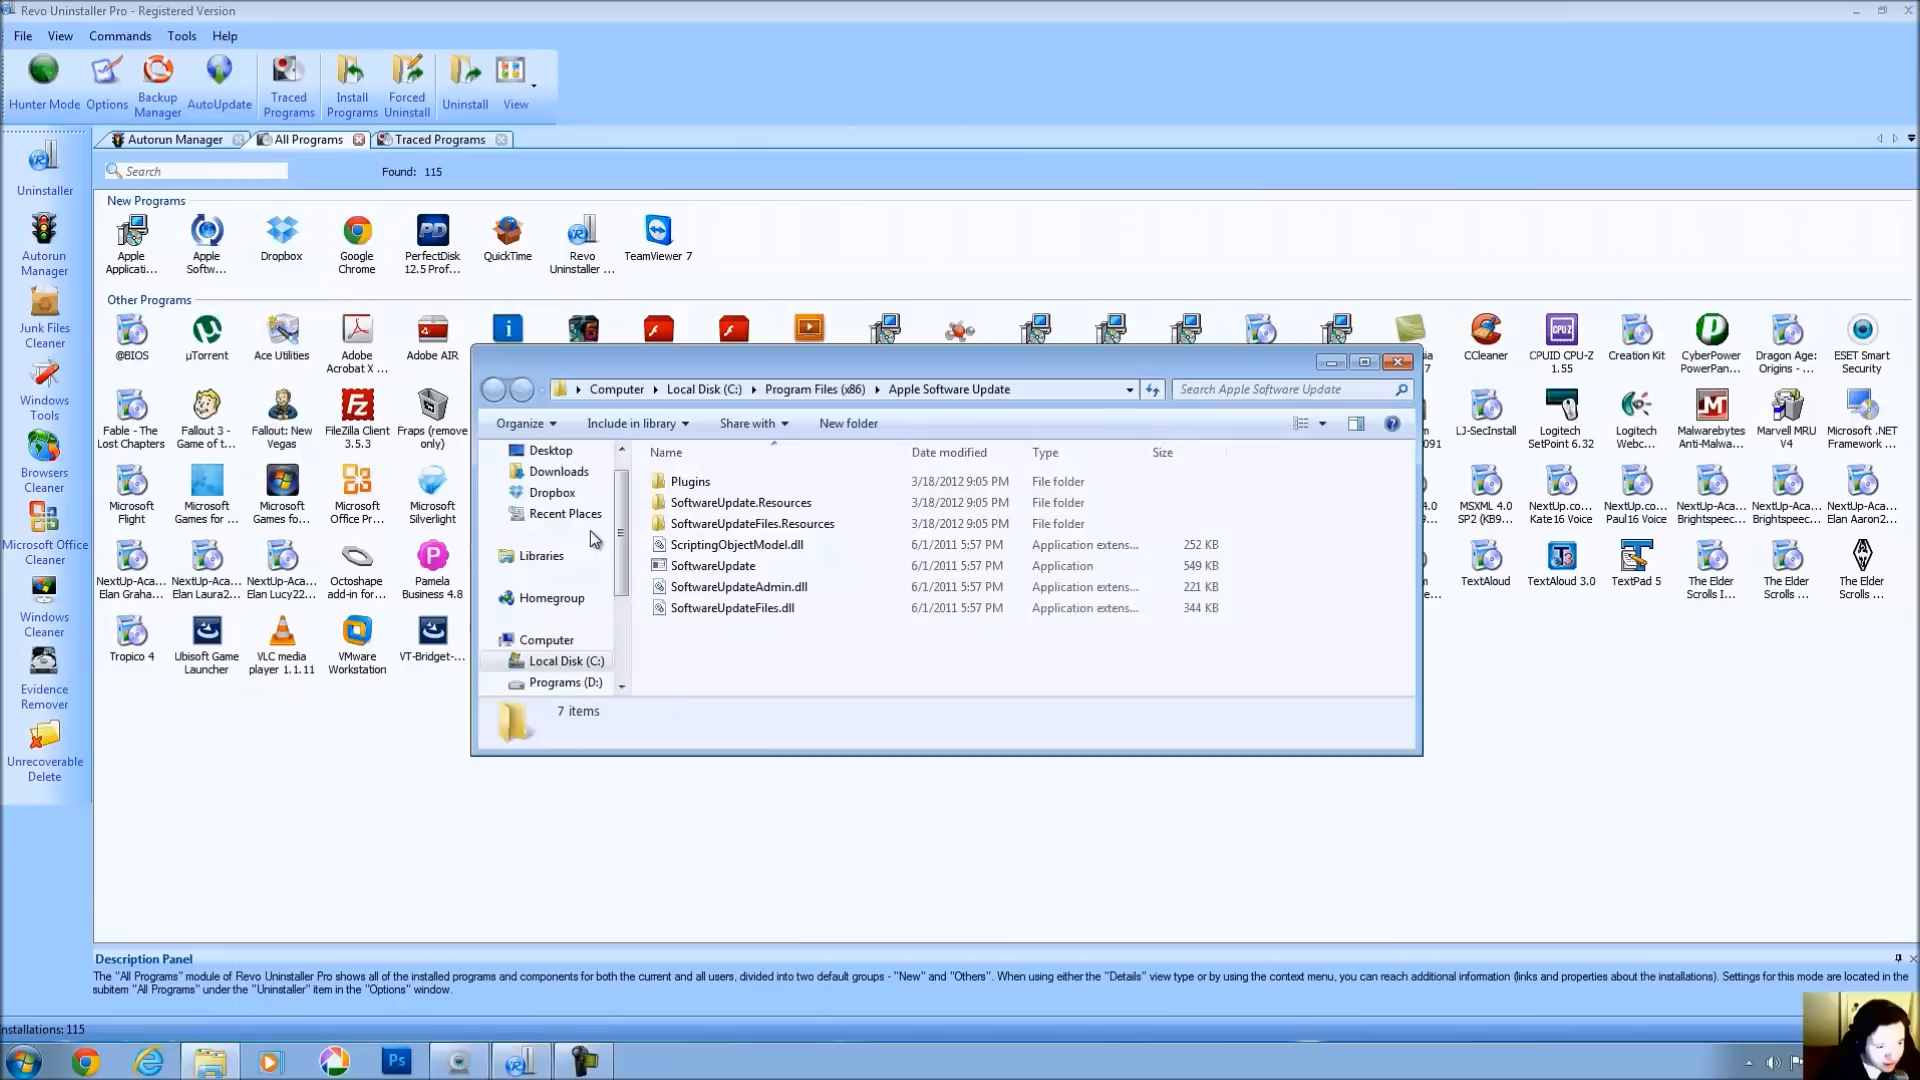 Revo Uninstaller Pro - Registered Version
File View Commands Tools Help
Hunter Mode
Options
Backup
Manager
AutoUpdate
Traced
Programs
Install
Programs
Forced
Uninstall
Uninstall
View
Autorun Manager
All Programs
Traced Programs
Search
Found: 115
Uninstaller
Autorun
Manager
Junk Files
Cleaner
Windows
Tools
Browsers
Cleaner
Microsoft Office
Cleaner
Windows
Cleaner
Evidence
Remover
Unrecoverable
Delete
New Programs
Apple
Applicati...
Apple
Softw...
Dropbox
Google
Chrome
PerfectDisk
12.5 Prof...
QuickTime
Revo
Uninstaller ...
TeamViewer 7
Other Programs
@BIOS
µTorrent
Ace Utilities
Adobe
Acrobat X ...
Adobe AIR
CCleaner
CPUID CPU-Z
1.55
Creation Kit
CyberPower
PowerPan...
Dragon Age:
Origins - ...
ESET Smart
Security
Fable - The
Lost Chapters
Fallout 3 -
Game of t...
Fallout: New
Vegas
FileZilla Client
3.5.3
Fraps (remove
only)
LJ-SecInstall
Logitech
SetPoint 6.32
Logitech
Webc...
Malwarebytes
Anti-Malwa...
Marvell MRU
V4
Microsoft .NET
Framework ...
Microsoft
Flight
Microsoft
Games for ...
Microsoft
Games fo...
Microsoft
Office Pr...
Microsoft
Silverlight
MSXML 4.0
SP2 (KB9...
NextUp.co...
Kate16 Voice
NextUp.co...
Paul16 Voice
NextUp-Aca...
Brightspeec...
NextUp-Aca...
Brightspeec...
NextUp-Aca...
Elan Aaron2...
NextUp-Aca...
Elan Graha...
NextUp-Aca...
Elan Laura2...
NextUp-Aca...
Elan Lucy22...
Octoshape
add-in for...
Pamela
Business 4.8
TextAloud
TextAloud 3.0
TextPad 5
The Elder
Scrolls I...
The Elder
Scrolls ...
The Elder
Scrolls ...
Tropico 4
Ubisoft Game
Launcher
VLC media
player 1.1.11
VMware
Workstation
VT-Bridget-...
Computer Local Disk (C:) Program Files (x86) Apple Software Update
Search Apple Software Update
Organize Include in library Share with New folder
Desktop
Downloads
Dropbox
Recent Places
Libraries
Homegroup
Computer
Local Disk (C:)
Programs (D:)
Name Date modified Type Size
Plugins 3/18/2012 9:05 PM File folder
SoftwareUpdate.Resources 3/18/2012 9:05 PM File folder
SoftwareUpdateFiles.Resources 3/18/2012 9:05 PM File folder
ScriptingObjectModel.dll 6/1/2011 5:57 PM Application extens... 252 KB
SoftwareUpdate 6/1/2011 5:57 PM Application 549 KB
SoftwareUpdateAdmin.dll 6/1/2011 5:57 PM Application extens... 221 KB
SoftwareUpdateFiles.dll 6/1/2011 5:57 PM Application extens... 344 KB
7 items
Description Panel
The "All Programs" module of Revo Uninstaller Pro shows all of the installed programs and components for both the current and all users, divided into two default groups - "New" and "Others". When using either the "Details" view type or by using the context menu, you can reach additional information (links and properties about the installations). Settings for this mode are located in the
subitem "All Programs" under the "Uninstaller" item in the "Options" window.
nstallations: 115